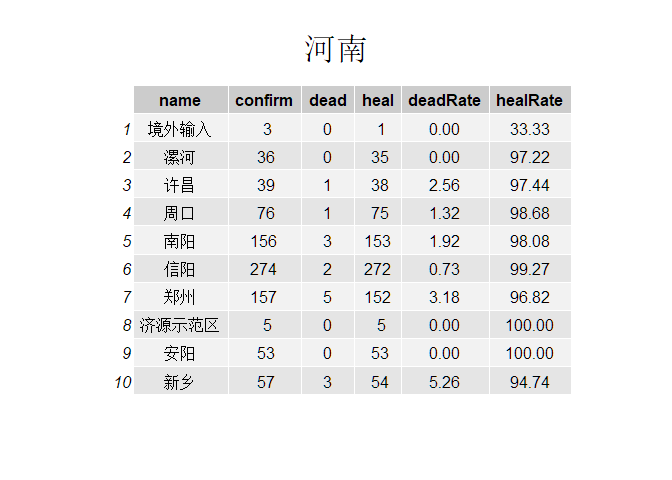 河南
name confirm dead heal deadRate healRate
1 境外输入 3 0 1 0.00 33.33
2 漯河 36 0 35 0.00 97.22
3 许昌 39 1 38 2.56 97.44
4 周口 76 1 75 1.32 98.68
5 南阳 156 3 153 1.92 98.08
6 信阳 274 2 272 0.73 99.27
7 郑州 157 5 152 3.18 96.82
8 济源示范区 5 0 5 0.00 100.00
9 安阳 53 0 53 0.00 100.00
10 新乡 57 3 54 5.26 94.74